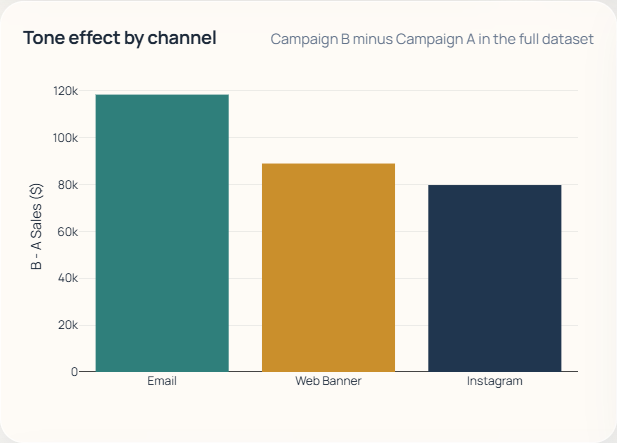 Tone effect by channel
Campaign B minus Campaign A in the full dataset
120k
100k
80k
60k
40k
20k
0
B - A Sales ($)
Email
Web Banner
Instagram